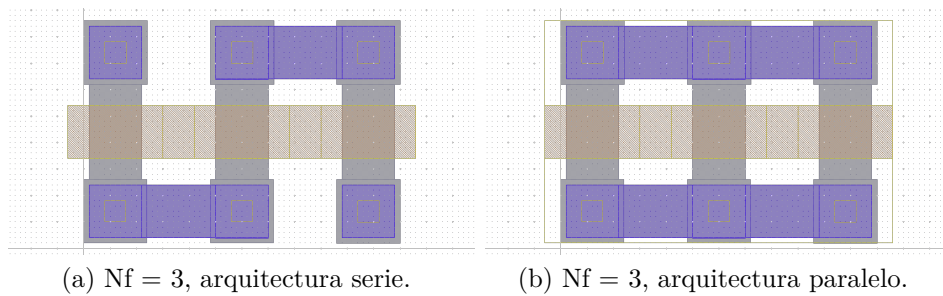 (a) Nf = 3, arquitectura serie.
(b) Nf = 3, arquitectura paralelo.